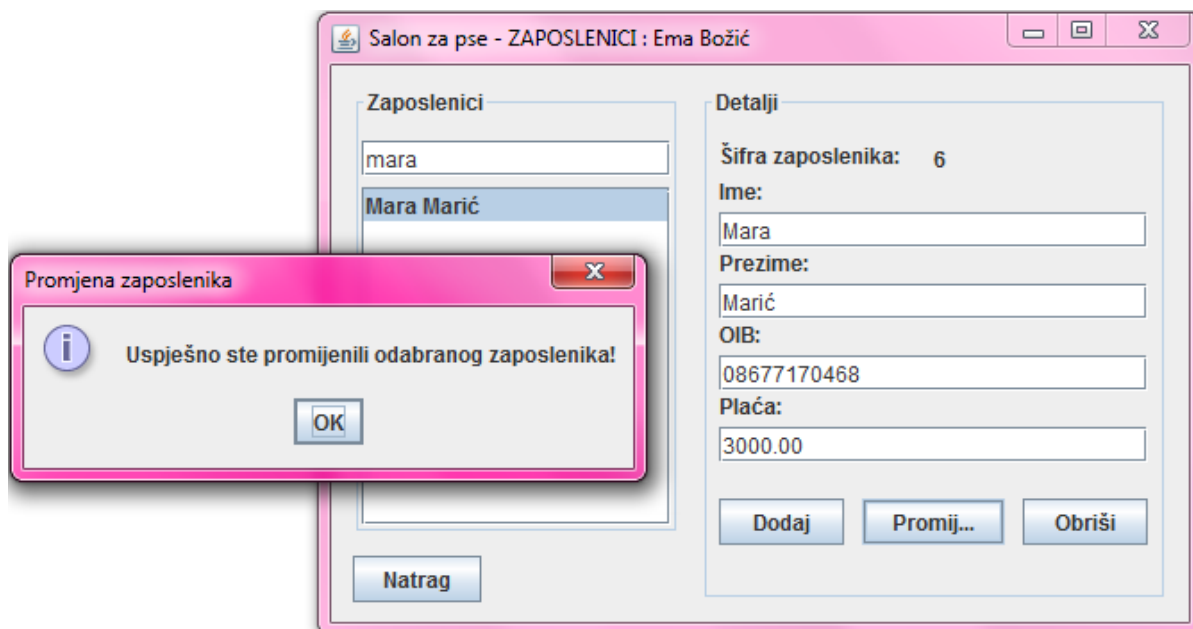 Salon za pse - ZAPOSLENICI : Ema Božić
Zaposlenici
mara
Mara Marić
Natrag
Detalji
Šifra zaposlenika: 6
Ime:
Mara
Prezime:
Marić
OIB:
08677170468
Plaća:
3000.00
Dodaj Promij... Obriši
Promjena zaposlenika
Uspješno ste promijenili odabranog zaposlenika!
OK